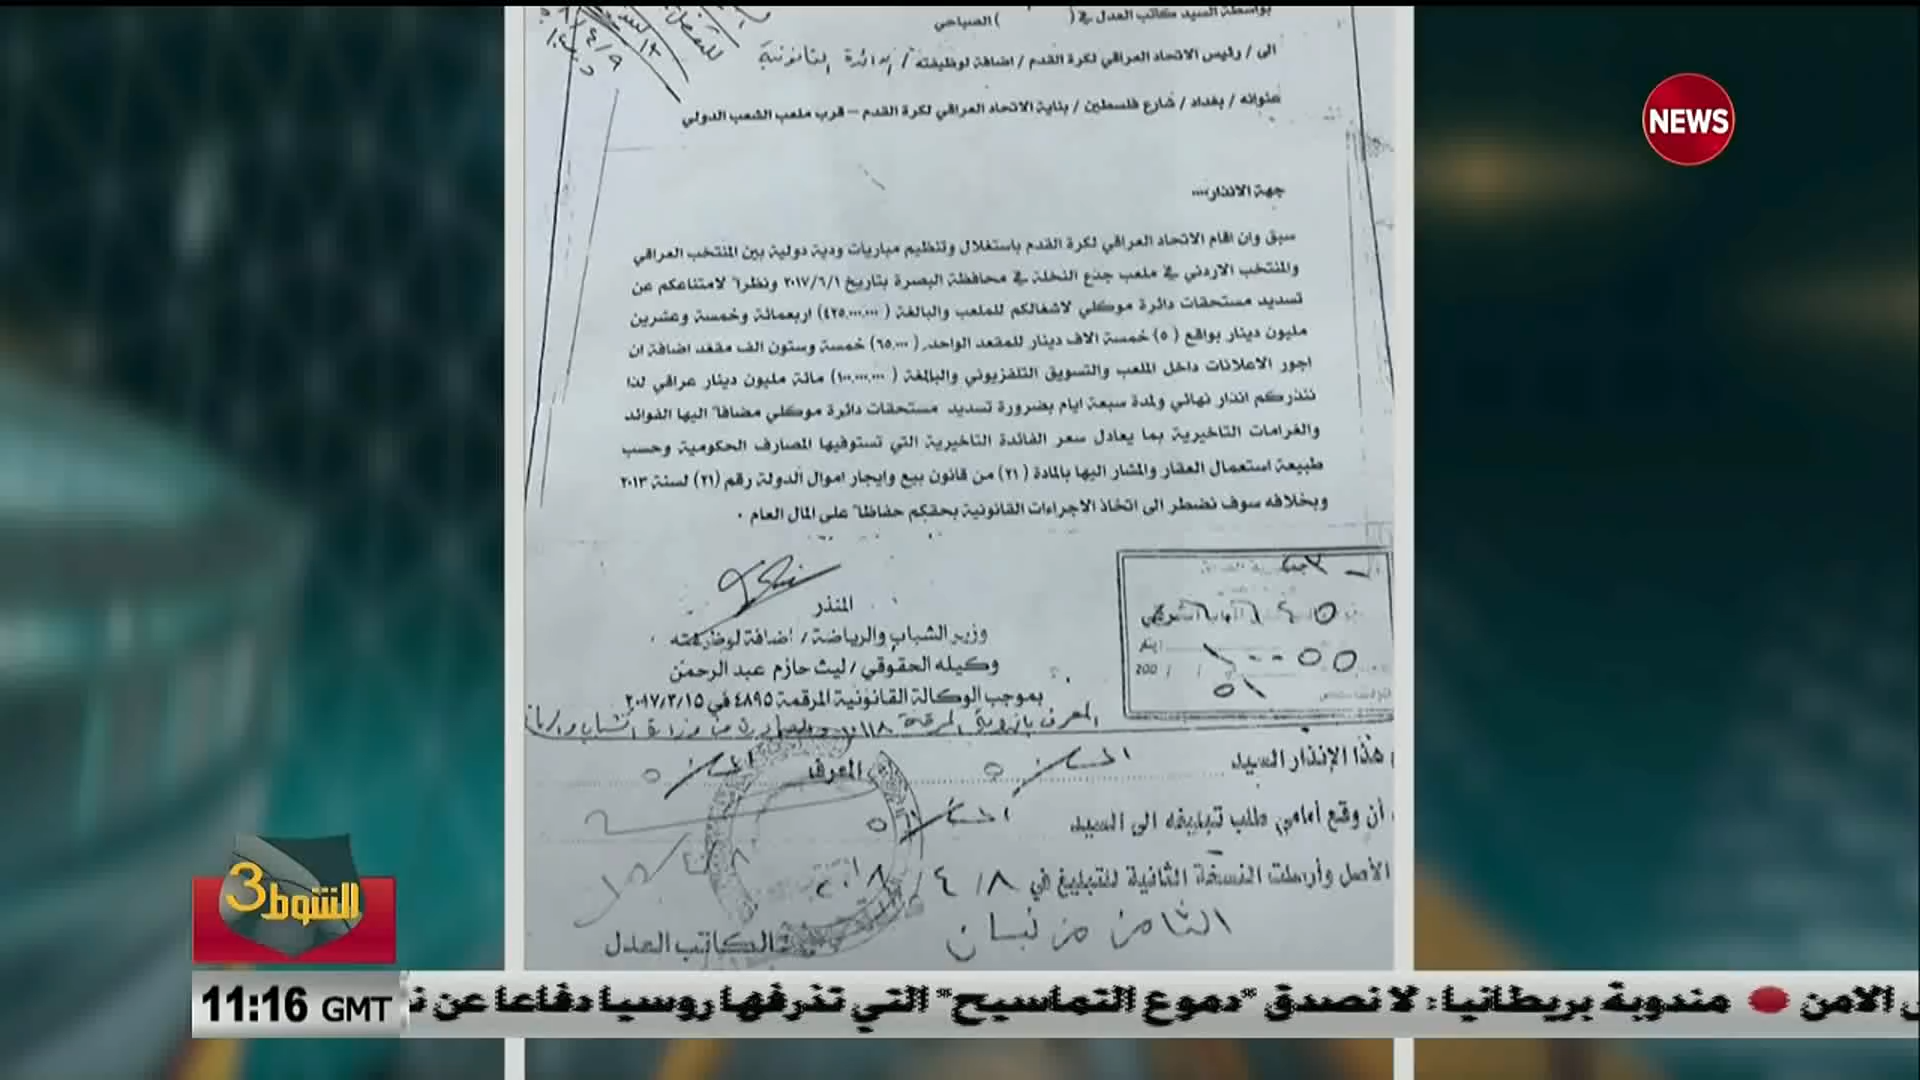 بواسطة السيد كاتب العدل في ( ) الصباحي
الى / رئيس الاتحاد العراقي لكرة القدم / اضافة لوظيفته / الدائرة القانونية
عنوانه / بغداد / شارع فلسطين / بناية الاتحاد العراقي لكرة القدم – قرب ملعب الشعب الدولي
NEWS
جهة الانذار....
سبق وان اقام الاتحاد العراقي لكرة القدم باستغلال وتنظيم مباريات ودية دولية بين المنتخب العراقي
والمنتخب الاردني في ملعب جذع النخلة في محافظة البصرة بتاريخ ٢٠١٧/٦/١ ونظراً لامتناعكم عن
تسديد مستحقات دائرة موكلي لاشغالكم للملعب والبالغة ( ٤٢٥,٠٠٠,٠٠٠) اربعمائة وخمسة وعشرين
مليون دينار بواقع ( ٥) خمسة الاف دينار للمقعد الواحد, ( ٦٥,٠٠٠) خمسة وستون الف مقعد اضافة ان
اجور الاعلانات داخل الملعب والتسويق التلفزيوني والبالغة ( ١٠٠,٠٠٠,٠٠٠) مائة مليون دينار عراقي لذا
ننذركم انذار نهائي ولمدة سبعة ايام بضرورة تسديد مستحقات دائرة موكلي مضافاً اليها الفوائد
والغرامات التاخيرية بما يعادل سعر الفائدة التاخيرية التي تستوفيها المصارف الحكومية وحسب
طبيعة استعمال العقار والمشار اليها بالمادة ( ٢١) من قانون بيع وايجار اموال الدولة رقم (٢١) لسنة ٢٠١٣
وبخلافه سوف نضطر الى اتخاذ الاجراءات القانونية بحقكم حفاظاً على المال العام .
المنذر
وزير الشباب والرياضة / اضافة لوظيفته
وكيله الحقوقي / ليث حازم عبد الرحمن
بموجب الوكالة القانونية المرقمة ٤٨٩٥ في ٢٠١٧/٣/١٥
200 / /
هذا الإنذار السيد
المعرف
أن وقع أمامي طلب تبليغه الى السيد
الأصل وأرسلت النسخة الثانية للتبليغ في ٨ / ٤ / ٢٠١٨
الثامن من نيسان
الكاتب العدل
الشوط 3
11:16 GMT
الامن ● مندوبة بريطانيا: لا نصدق "دموع التماسيح" التي تذرفها روسيا دفاعا عن